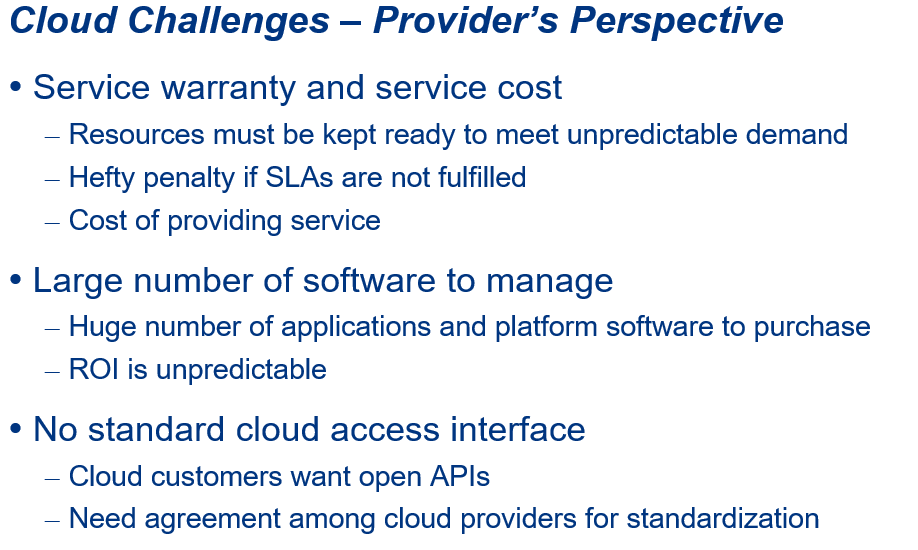 Cloud Challenges – Provider's Perspective
• Service warranty and service cost
– Resources must be kept ready to meet unpredictable demand
– Hefty penalty if SLAs are not fulfilled
– Cost of providing service
• Large number of software to manage
– Huge number of applications and platform software to purchase
– ROI is unpredictable
• No standard cloud access interface
– Cloud customers want open APIs
– Need agreement among cloud providers for standardization